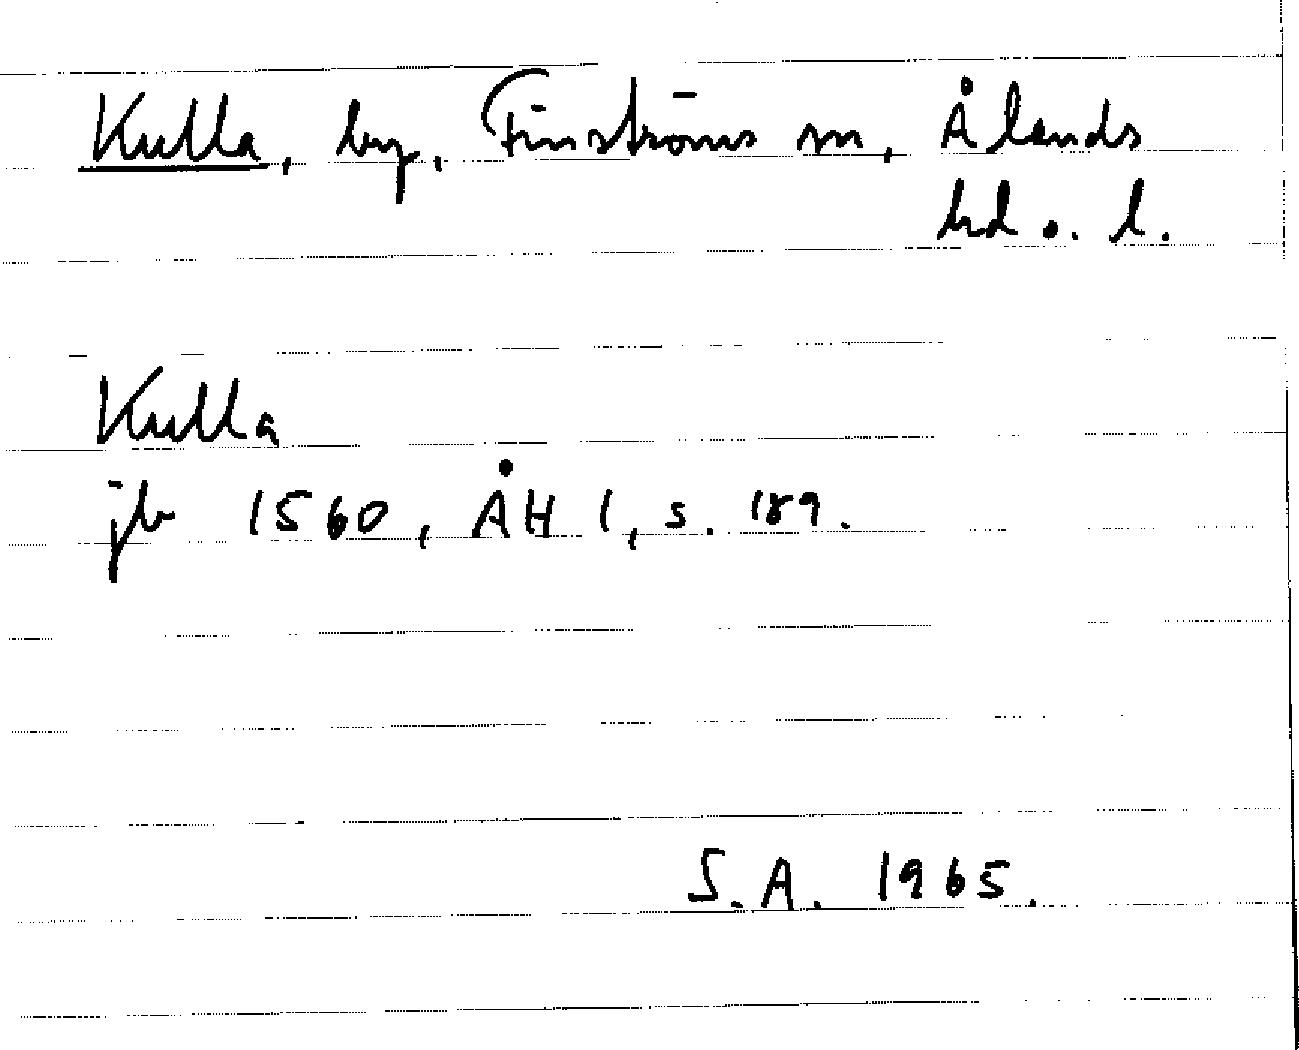 Kulla, by, Finströms sn, Ålands
hd o. l.
Kulla
jb 1560, ÅH 1, s. 189.
S.A. 1965.